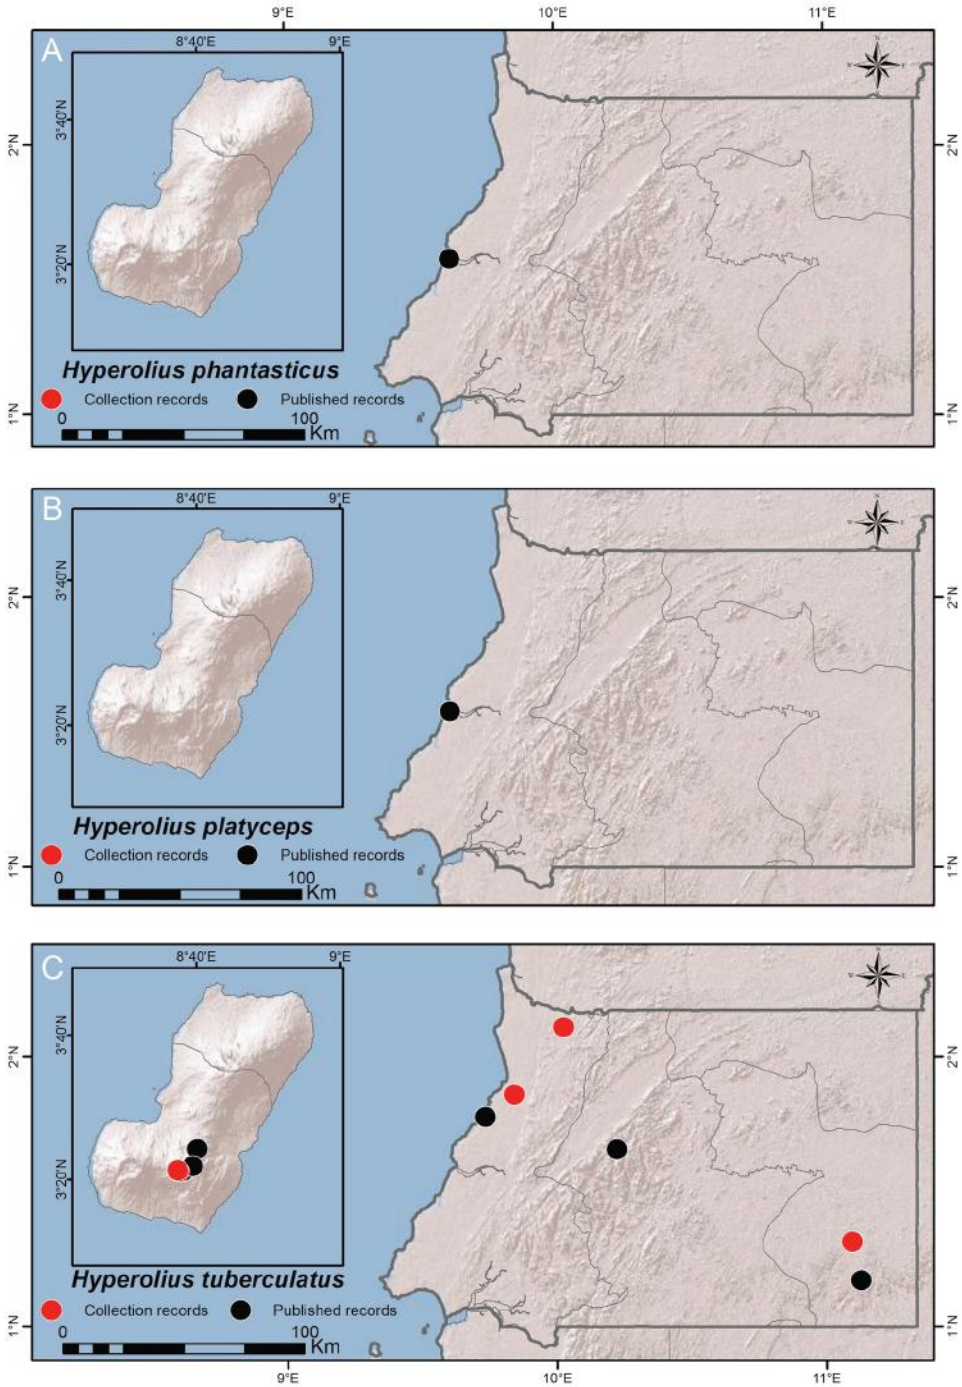 9°E 10°E 11°E
A
8°40'E 9°E
N
W E
S
3°40'N
2°N 2°N
3°20'N
Hyperolius phantasticus
Collection records Published records
0 100
Km
1°N 1°N
B
8°40'E 9°E
N
W E
S
3°40'N
2°N 2°N
3°20'N
Hyperolius platyceps
Collection records Published records
0 100
Km
1°N 1°N
C
8°40'E 9°E
N
W E
S
3°40'N
2°N 2°N
3°20'N
Hyperolius tuberculatus
Collection records Published records
0 100
Km
1°N 1°N
9°E 10°E 11°E